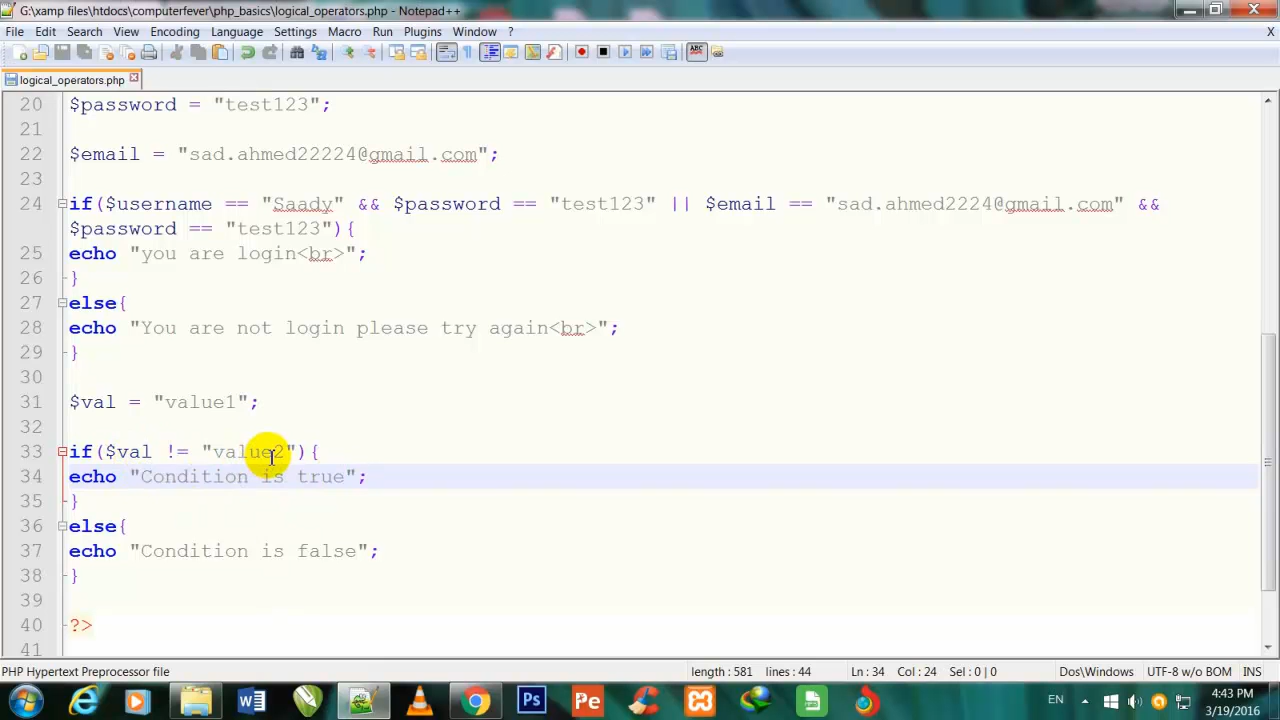 G:\xamp files\htdocs\computerfever\php_basics\logical_operators.php - Notepad++
File Edit Search View Encoding Language Settings Macro Run Plugins Window ? X
logical_operators.php
20 $password = "test123";
21
22 $email = "sad.ahmed22224@gmail.com";
23
24 if($username == "Saady" && $password == "test123" || $email == "sad.ahmed2224@gmail.com" &&
$password == "test123"){
25 echo "you are login<br>";
26 }
27 else{
28 echo "You are not login please try again<br>";
29 }
30
31 $val = "value1";
32
33 if($val != "value2"){
34 echo "Condition is true";
35 }
36 else{
37 echo "Condition is false";
38 }
39
40 ?>
41
PHP Hypertext Preprocessor file length : 581 lines : 44 Ln : 34 Col : 24 Sel : 0 | 0 Dos\Windows UTF-8 w/o BOM INS
W Ps Pe EN 4:43 PM
3/19/2016